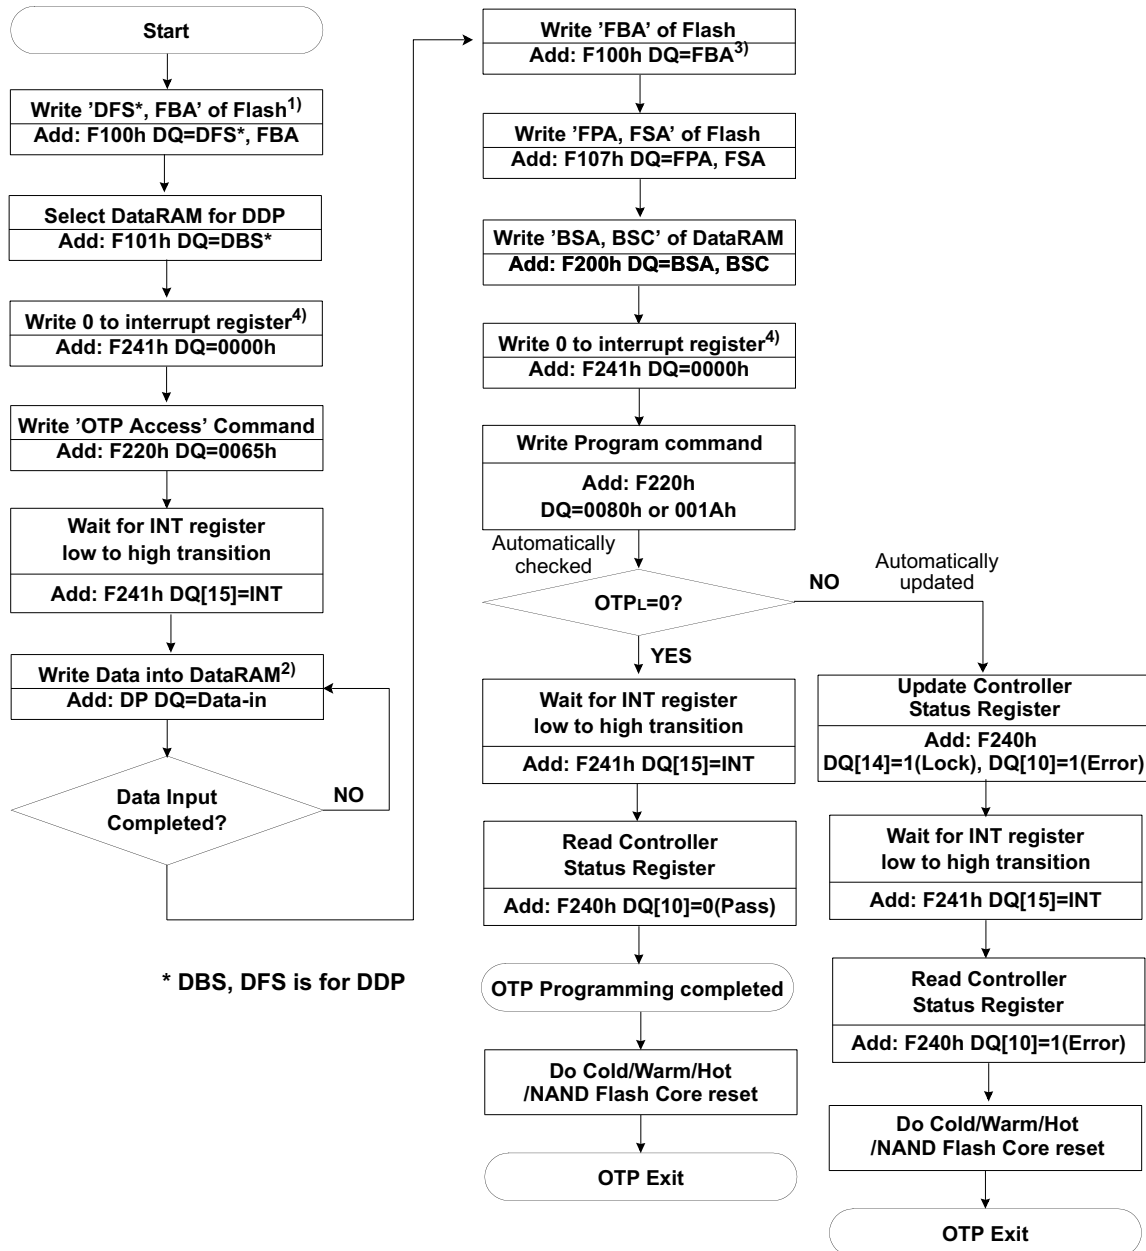 Start
Write 'DFS*, FBA' of Flash1)
Add: F100h DQ=DFS*, FBA
Select DataRAM for DDP
Add: F101h DQ=DBS*
Write 0 to interrupt register4)
Add: F241h DQ=0000h
Write 'OTP Access' Command
Add: F220h DQ=0065h
Wait for INT register
low to high transition
Add: F241h DQ[15]=INT
Write Data into DataRAM2)
Add: DP DQ=Data-in
Data Input
Completed?
NO
* DBS, DFS is for DDP
Write 'FBA' of Flash
Add: F100h DQ=FBA3)
Write 'FPA, FSA' of Flash
Add: F107h DQ=FPA, FSA
Write 'BSA, BSC' of DataRAM
Add: F200h DQ=BSA, BSC
Write 0 to interrupt register4)
Add: F241h DQ=0000h
Write Program command
Add: F220h
DQ=0080h or 001Ah
Automatically
checked
OTPL=0?
NO
Automatically
updated
YES
Wait for INT register
low to high transition
Add: F241h DQ[15]=INT
Read Controller
Status Register
Add: F240h DQ[10]=0(Pass)
OTP Programming completed
Do Cold/Warm/Hot
/NAND Flash Core reset
OTP Exit
Update Controller
Status Register
Add: F240h
DQ[14]=1(Lock), DQ[10]=1(Error)
Wait for INT register
low to high transition
Add: F241h DQ[15]=INT
Read Controller
Status Register
Add: F240h DQ[10]=1(Error)
Do Cold/Warm/Hot
/NAND Flash Core reset
OTP Exit